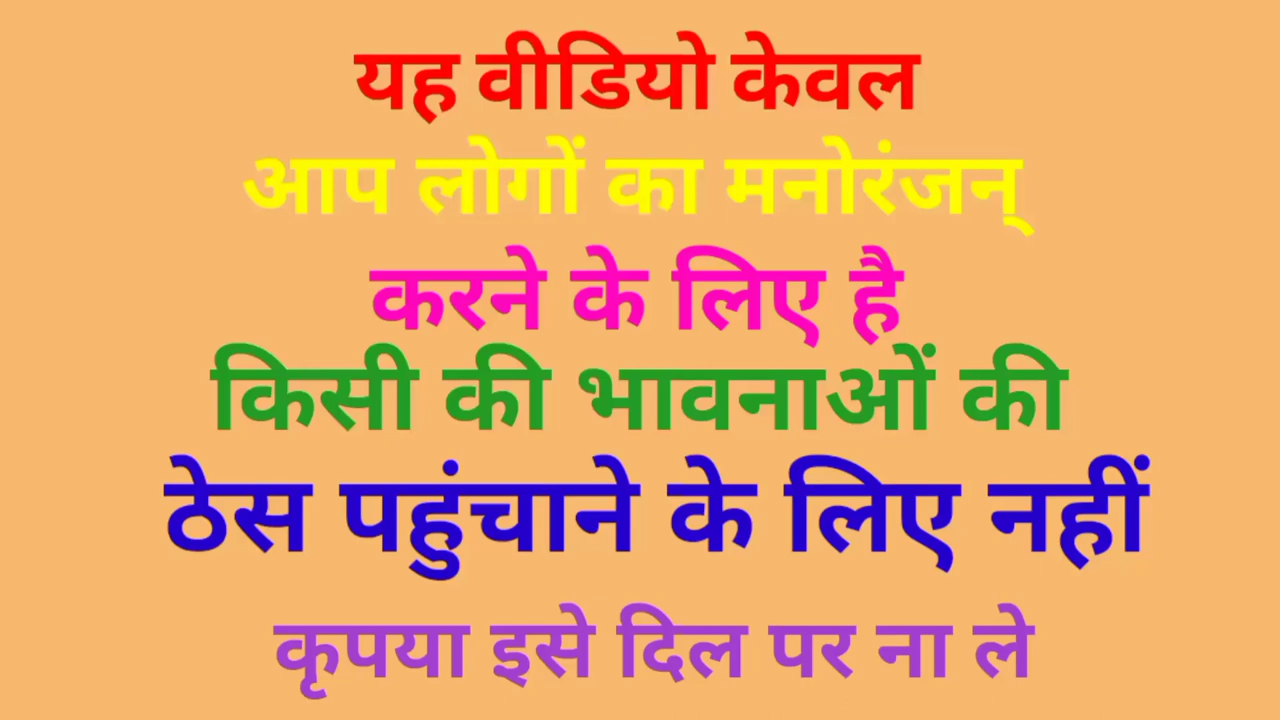 यह वीडियो केवल
आप लोगों का मनोरंजन्
करने के लिए है
किसी की भावनाओं की
ठेस पहुंचाने के लिए नहीं
कृपया इसे दिल पर ना ले